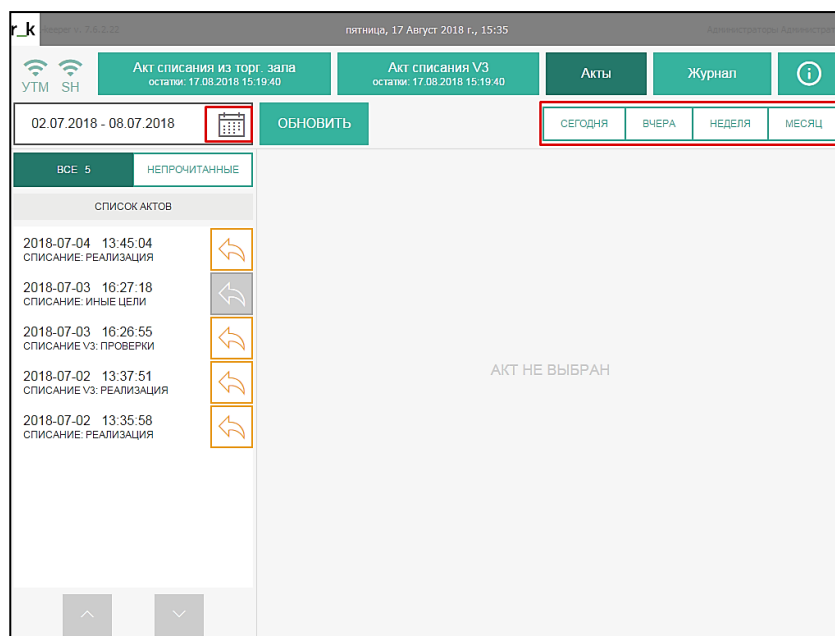 r_k
пятница, 17 Август 2018 г., 15:35
УТМ SH
Акт списания из торг. зала
остатки: 17.08.2018 15:19:40
Акт списания V3
остатки: 17.08.2018 15:19:40
Акты
Журнал
02.07.2018 - 08.07.2018
ОБНОВИТЬ
СЕГОДНЯ ВЧЕРА НЕДЕЛЯ МЕСЯЦ
ВСЕ 5 НЕПРОЧИТАННЫЕ
СПИСОК АКТОВ
2018-07-04 13:45:04
СПИСАНИЕ: РЕАЛИЗАЦИЯ
2018-07-03 16:27:18
СПИСАНИЕ: ИНЫЕ ЦЕЛИ
2018-07-03 16:26:55
СПИСАНИЕ V3: ПРОВЕРКИ
2018-07-02 13:37:51
СПИСАНИЕ V3: РЕАЛИЗАЦИЯ
2018-07-02 13:35:58
СПИСАНИЕ: РЕАЛИЗАЦИЯ
АКТ НЕ ВЫБРАН